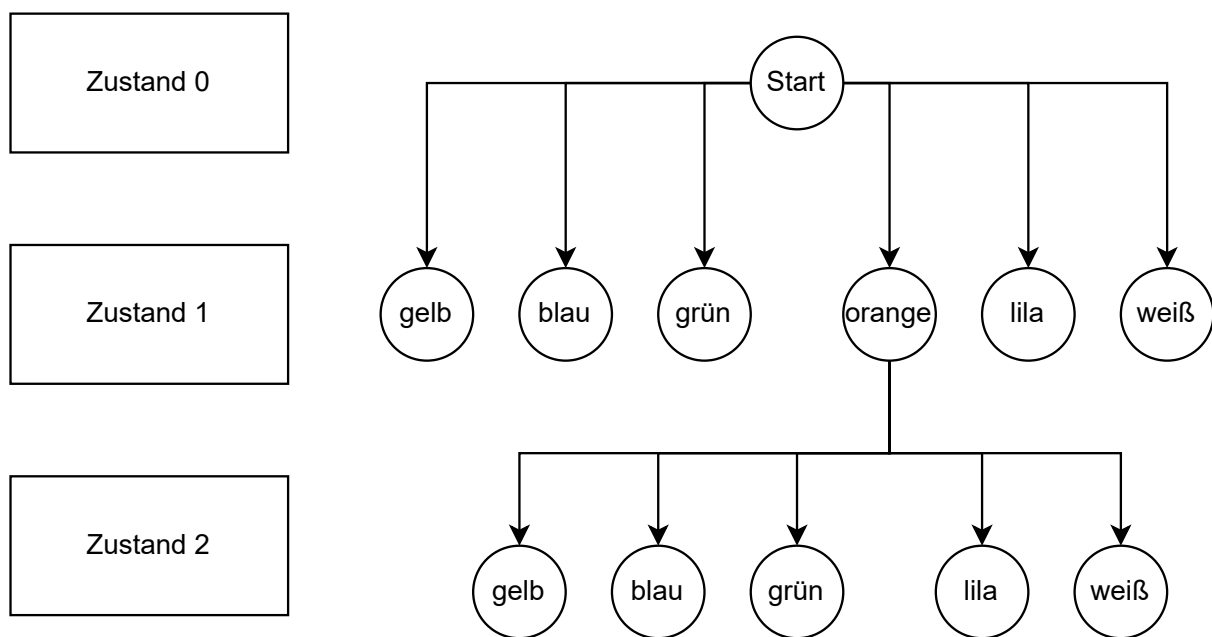 Zustand 0
Start
Zustand 1
gelb
blau
grün
orange
lila
weiß
Zustand 2
gelb
blau
grün
lila
weiß